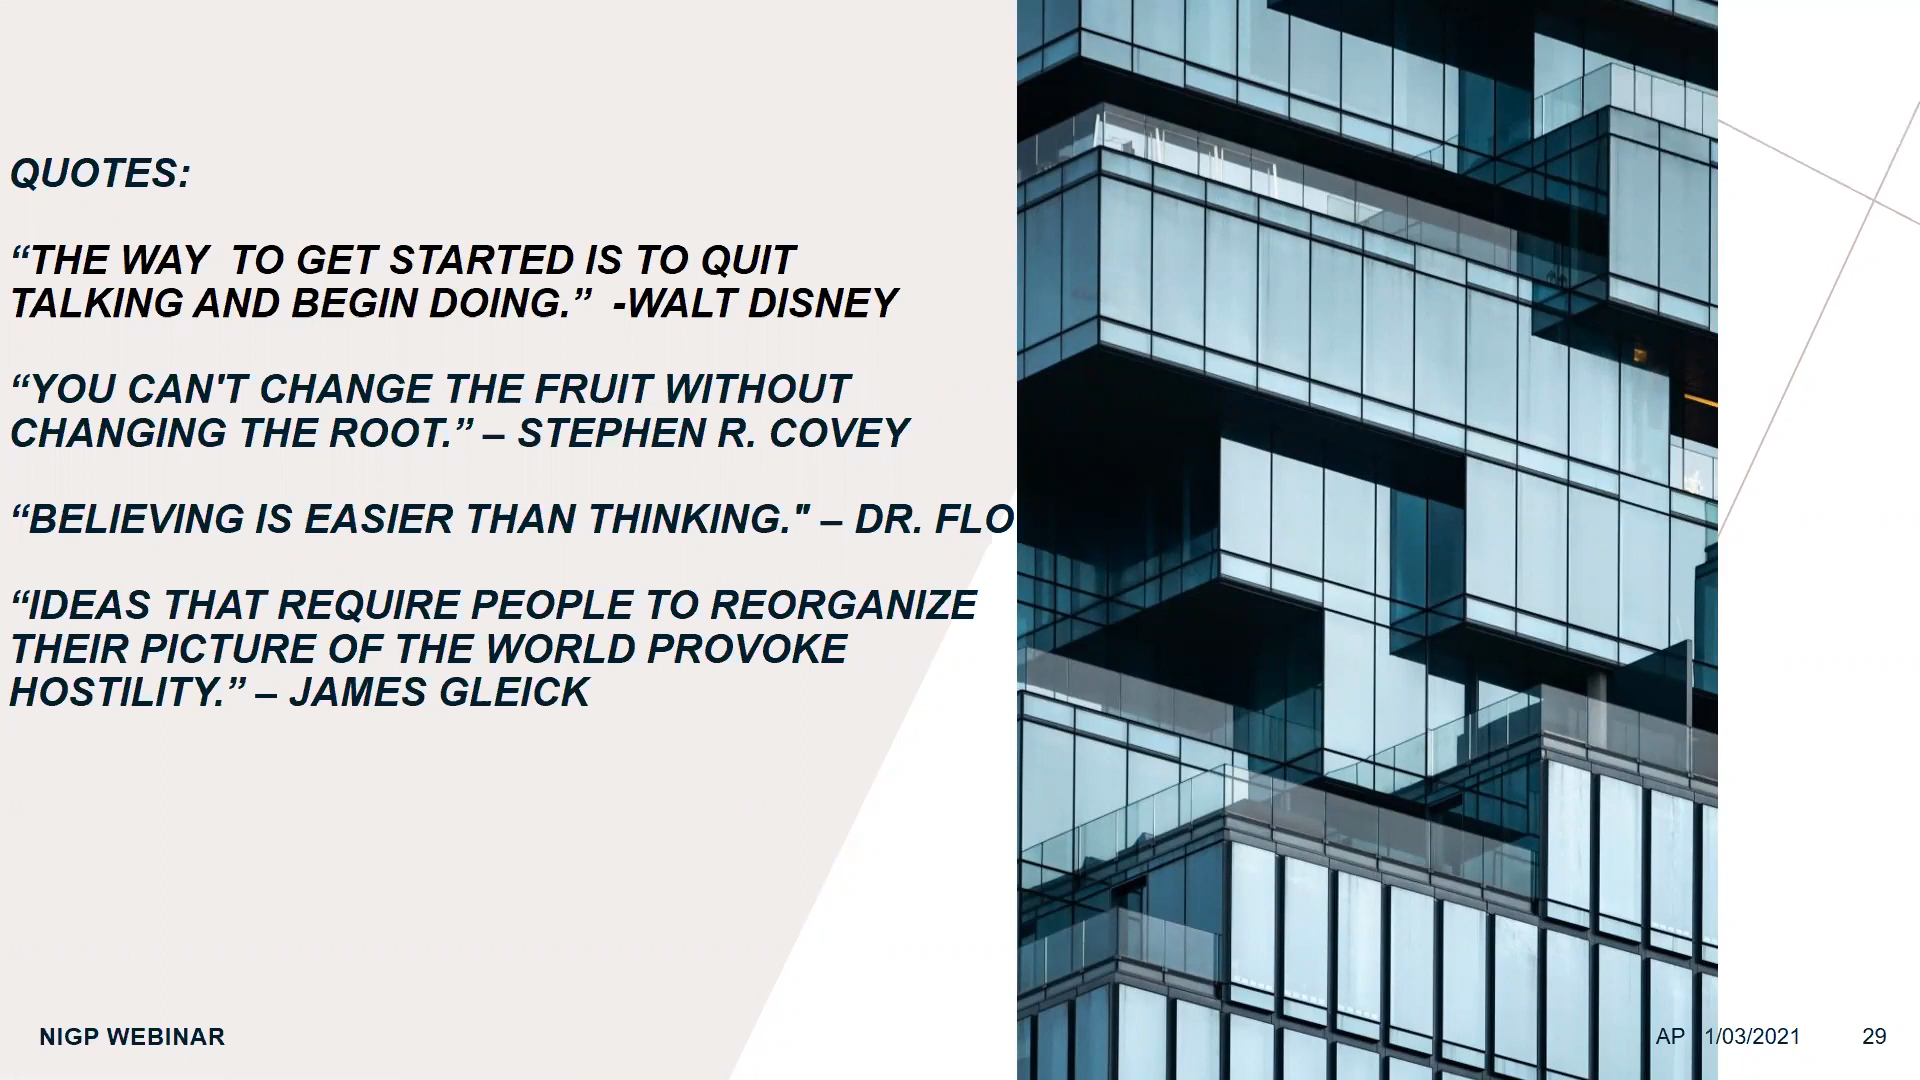 QUOTES:
“THE WAY  TO GET STARTED IS TO QUIT
TALKING AND BEGIN DOING.”  -WALT DISNEY
“YOU CAN'T CHANGE THE FRUIT WITHOUT
CHANGING THE ROOT.” – STEPHEN R. COVEY
“BELIEVING IS EASIER THAN THINKING." – DR. FLO
“IDEAS THAT REQUIRE PEOPLE TO REORGANIZE
THEIR PICTURE OF THE WORLD PROVOKE
HOSTILITY.” – JAMES GLEICK
NIGP WEBINAR
AP 1/03/2021
29